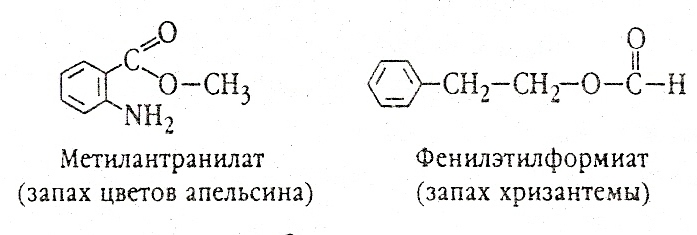 O
C
O–CH₃
NH₂
Метилантранилат
(запах цветов апельсина)
O
CH₂–CH₂–O–C–H
Фенилэтилформиат
(запах хризантемы)